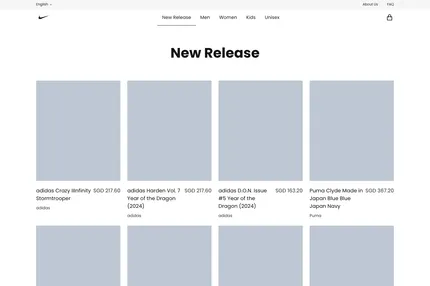 English
About Us
FAQ
New Release
Men
Women
Kids
Unisex
New Release
adidas Crazy IIInfinity
Stormtrooper
SGD 217.60
adidas
adidas Harden Vol. 7
Year of the Dragon
(2024)
SGD 217.60
adidas
adidas D.O.N. Issue
#5 Year of the
Dragon (2024)
SGD 163.20
adidas
Puma Clyde Made in
Japan Blue Blue
Japan Navy
SGD 367.20
Puma